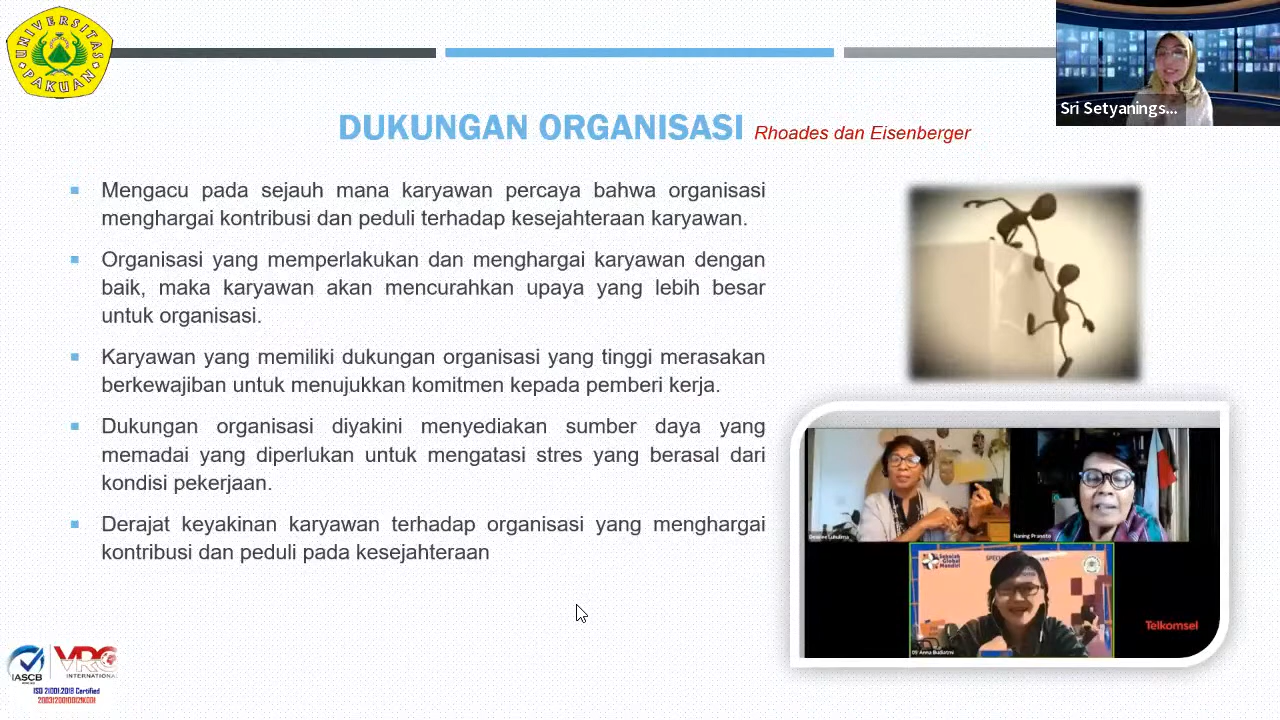 UNIVERSITAS
PAKUAN
Sri Setyanings...
DUKUNGAN ORGANISASI Rhoades dan Eisenberger
Mengacu pada sejauh mana karyawan percaya bahwa organisasi
menghargai kontribusi dan peduli terhadap kesejahteraan karyawan.
Organisasi yang memperlakukan dan menghargai karyawan dengan
baik, maka karyawan akan mencurahkan upaya yang lebih besar
untuk organisasi.
Karyawan yang memiliki dukungan organisasi yang tinggi merasakan
berkewajiban untuk menujukkan komitmen kepada pemberi kerja.
Dukungan organisasi diyakini menyediakan sumber daya yang
memadai yang diperlukan untuk mengatasi stres yang berasal dari
kondisi pekerjaan.
Derajat keyakinan karyawan terhadap organisasi yang menghargai
kontribusi dan peduli pada kesejahteraan
Naning Pranoto
Sekolah
Global
Mandiri
Telkomsel
IASCB
VRC
INTERNATIONAL
ISO 21001:2018 Certified